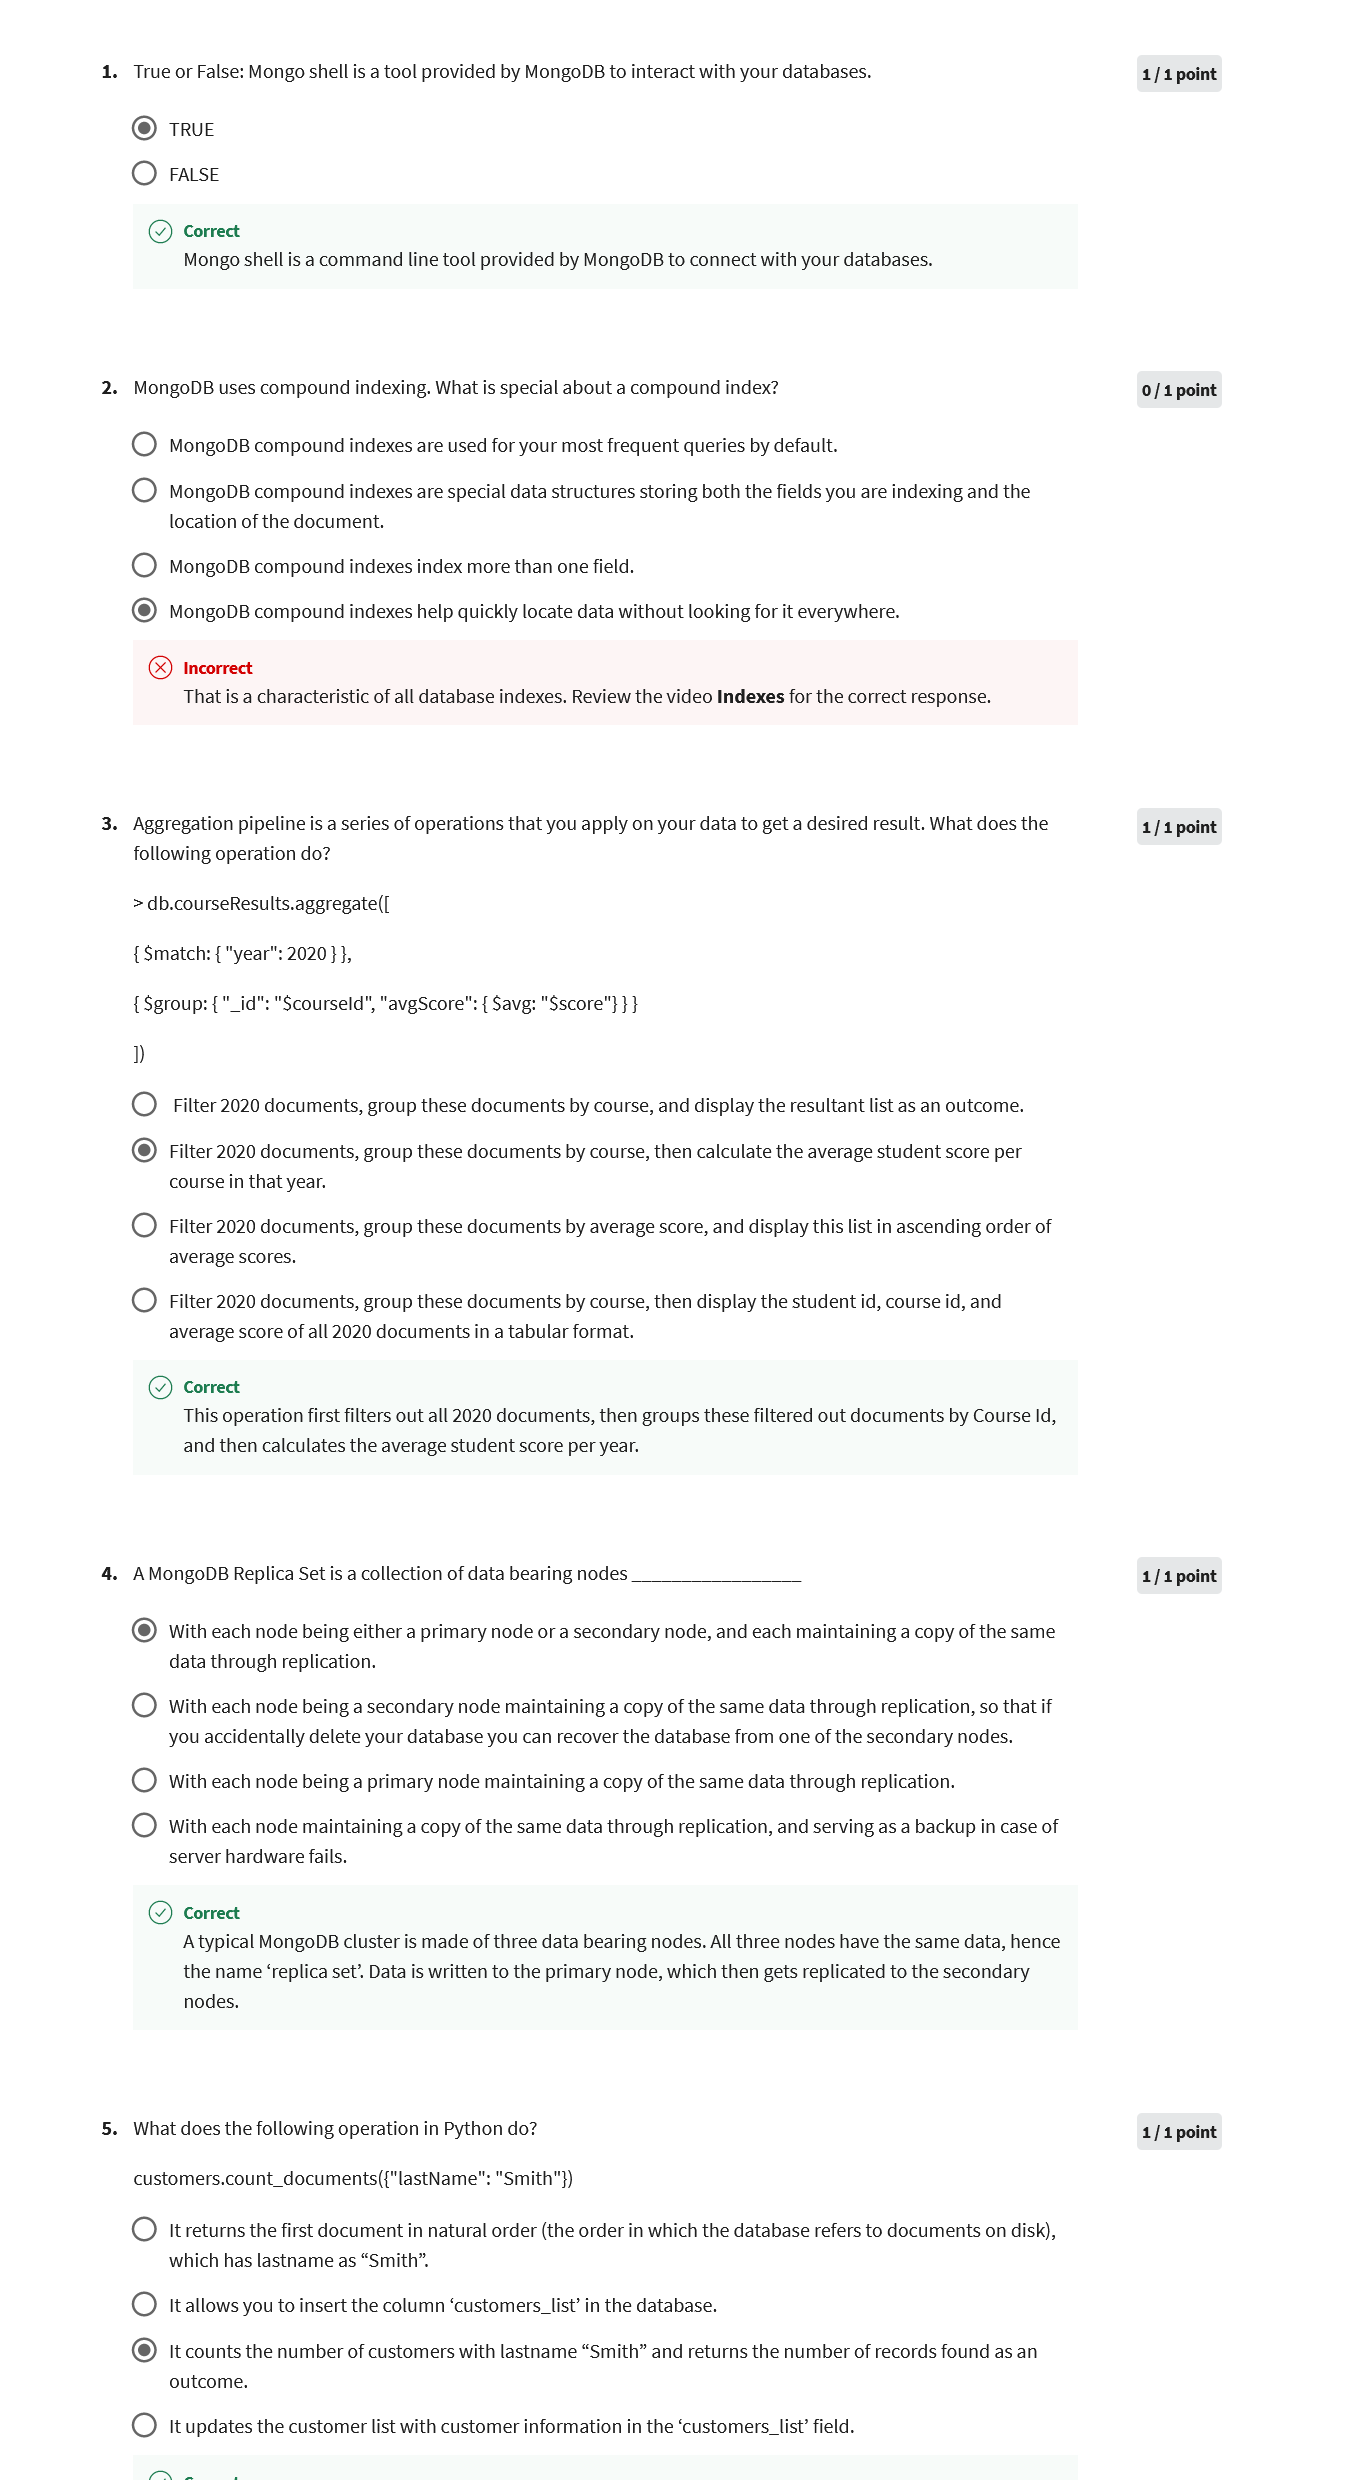 1. True or False: Mongo shell is a tool provided by MongoDB to interact with your databases.
1 / 1 point
TRUE
FALSE
Correct
Mongo shell is a command line tool provided by MongoDB to connect with your databases.
2. MongoDB uses compound indexing. What is special about a compound index?
0 / 1 point
MongoDB compound indexes are used for your most frequent queries by default.
MongoDB compound indexes are special data structures storing both the fields you are indexing and the
location of the document.
MongoDB compound indexes index more than one field.
MongoDB compound indexes help quickly locate data without looking for it everywhere.
Incorrect
That is a characteristic of all database indexes. Review the video Indexes for the correct response.
3. Aggregation pipeline is a series of operations that you apply on your data to get a desired result. What does the
following operation do?
1 / 1 point
> db.courseResults.aggregate([
{ $match: { "year": 2020 } },
{ $group: { "_id": "$courseId", "avgScore": { $avg: "$score"} } }
])
Filter 2020 documents, group these documents by course, and display the resultant list as an outcome.
Filter 2020 documents, group these documents by course, then calculate the average student score per
course in that year.
Filter 2020 documents, group these documents by average score, and display this list in ascending order of
average scores.
Filter 2020 documents, group these documents by course, then display the student id, course id, and
average score of all 2020 documents in a tabular format.
Correct
This operation first filters out all 2020 documents, then groups these filtered out documents by Course Id,
and then calculates the average student score per year.
4. A MongoDB Replica Set is a collection of data bearing nodes _________________
1 / 1 point
With each node being either a primary node or a secondary node, and each maintaining a copy of the same
data through replication.
With each node being a secondary node maintaining a copy of the same data through replication, so that if
you accidentally delete your database you can recover the database from one of the secondary nodes.
With each node being a primary node maintaining a copy of the same data through replication.
With each node maintaining a copy of the same data through replication, and serving as a backup in case of
server hardware fails.
Correct
A typical MongoDB cluster is made of three data bearing nodes. All three nodes have the same data, hence
the name ‘replica set’. Data is written to the primary node, which then gets replicated to the secondary
nodes.
5. What does the following operation in Python do?
1 / 1 point
customers.count_documents({"lastName": "Smith"})
It returns the first document in natural order (the order in which the database refers to documents on disk),
which has lastname as “Smith”.
It allows you to insert the column ‘customers_list’ in the database.
It counts the number of customers with lastname “Smith” and returns the number of records found as an
outcome.
It updates the customer list with customer information in the ‘customers_list’ field.